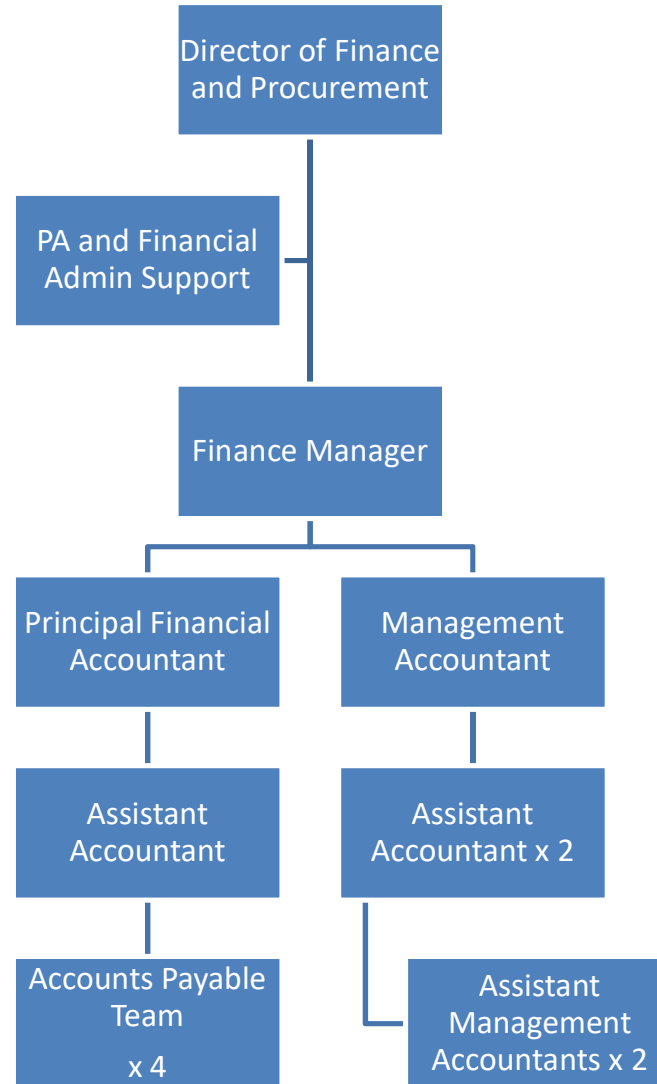 Director of Finance
and Procurement
PA and Financial
Admin Support
Finance Manager
Principal Financial
Accountant
Management
Accountant
Assistant
Accountant
Assistant
Accountant x 2
Accounts Payable
Team
x 4
Assistant
Management
Accountants x 2